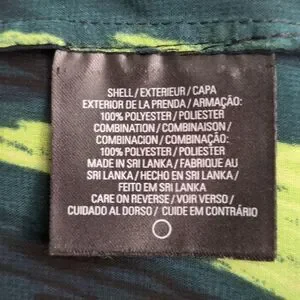 SHELL / EXTERIEUR / CAPA
EXTERIOR DE LA PRENDA / ARMAÇÃO:
100% POLYESTER / POLIESTER
COMBINATION / COMBINAISON /
COMBINACION / COMBINAÇÃO:
100% POLYESTER / POLIESTER
MADE IN SRI LANKA / FABRIQUE AU
SRI LANKA / HECHO EN SRI LANKA /
FEITO EM SRI LANKA
CARE ON REVERSE / VOIR VERSO /
CUIDADO AL DORSO / CUIDE EM CONTRÁRIO